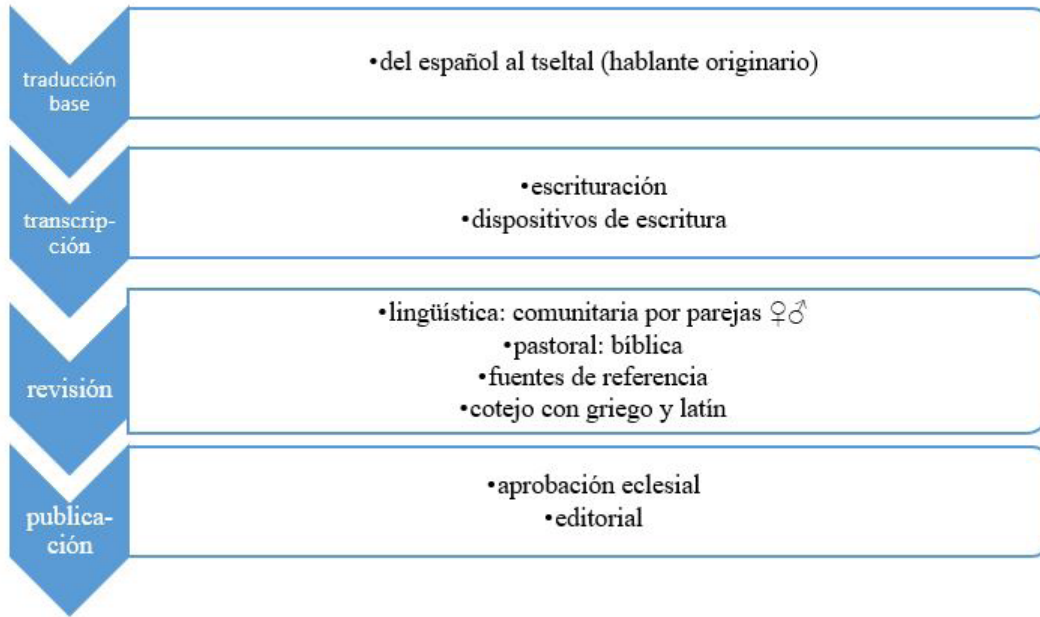 traducción
base
•del español al tseltal (hablante originario)
transcrip-
ción
•escrituración
•dispositivos de escritura
revisión
•lingüística: comunitaria por parejas ♀♂
•pastoral: bíblica
•fuentes de referencia
•cotejo con griego y latín
publica-
ción
•aprobación eclesial
•editorial